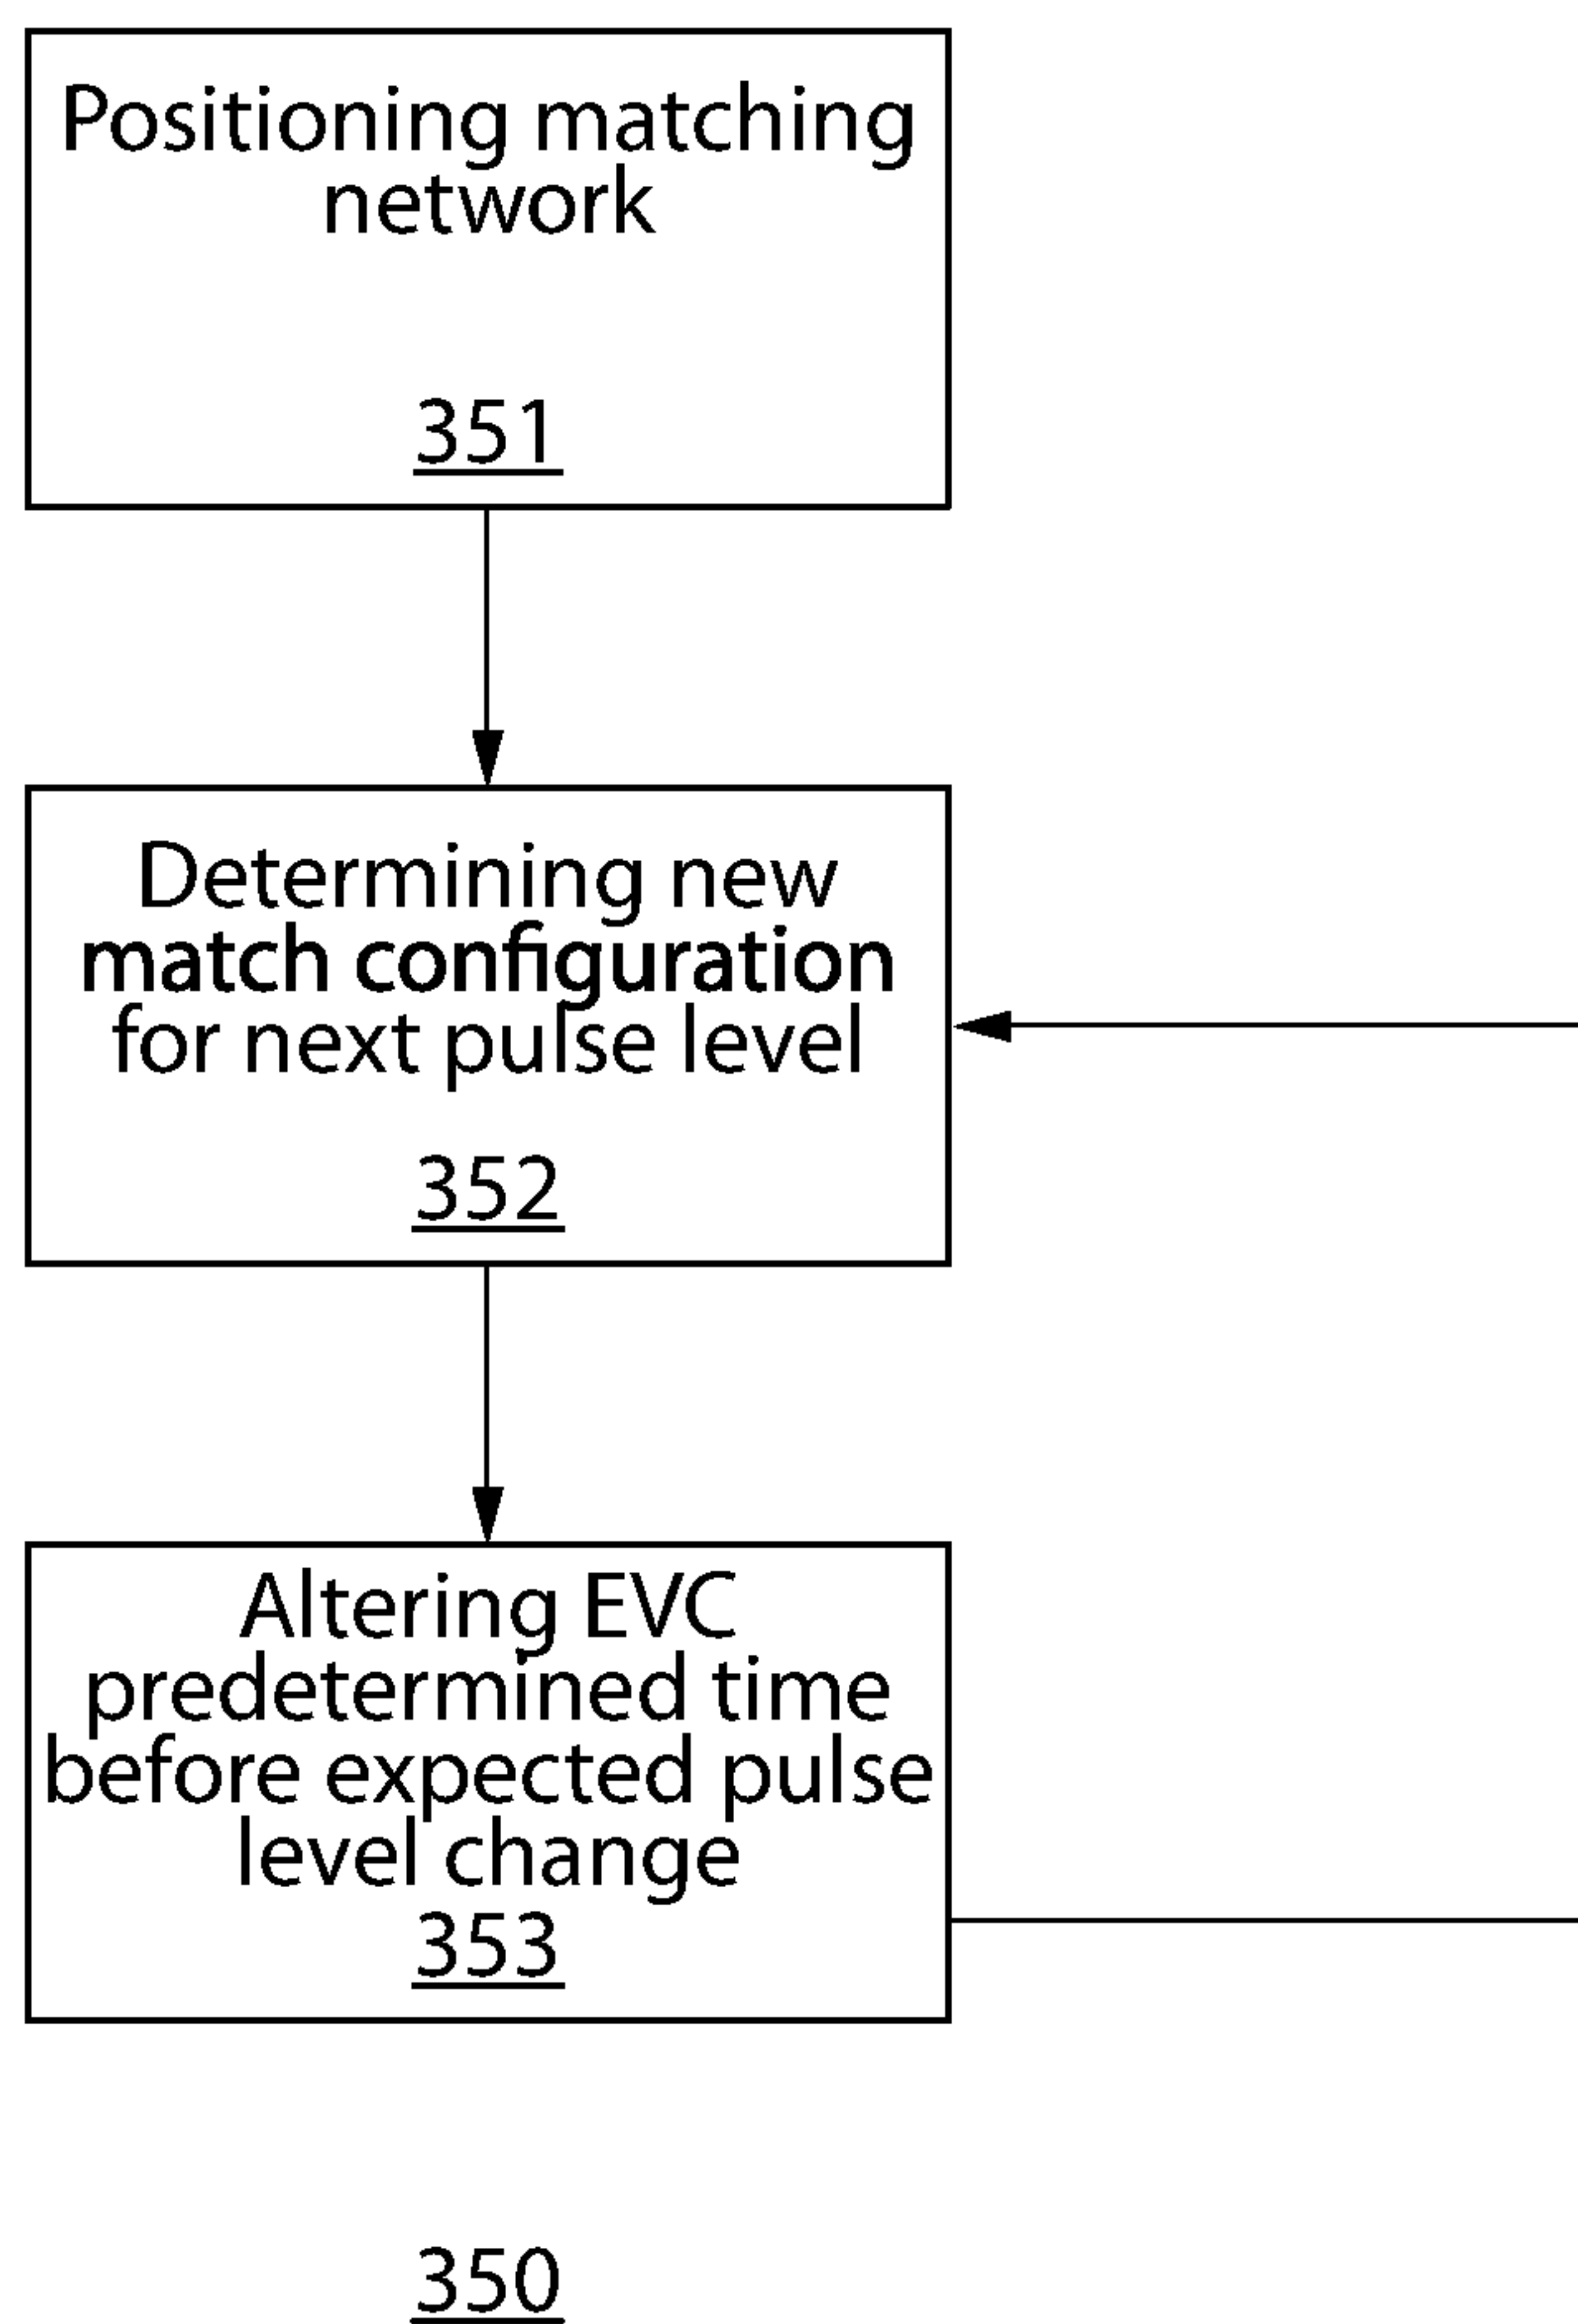 Positioning matching
network
351
Determining new
match configuration
for next pulse level
352
Altering EVC
predetermined time
before expected pulse
level change
353
350